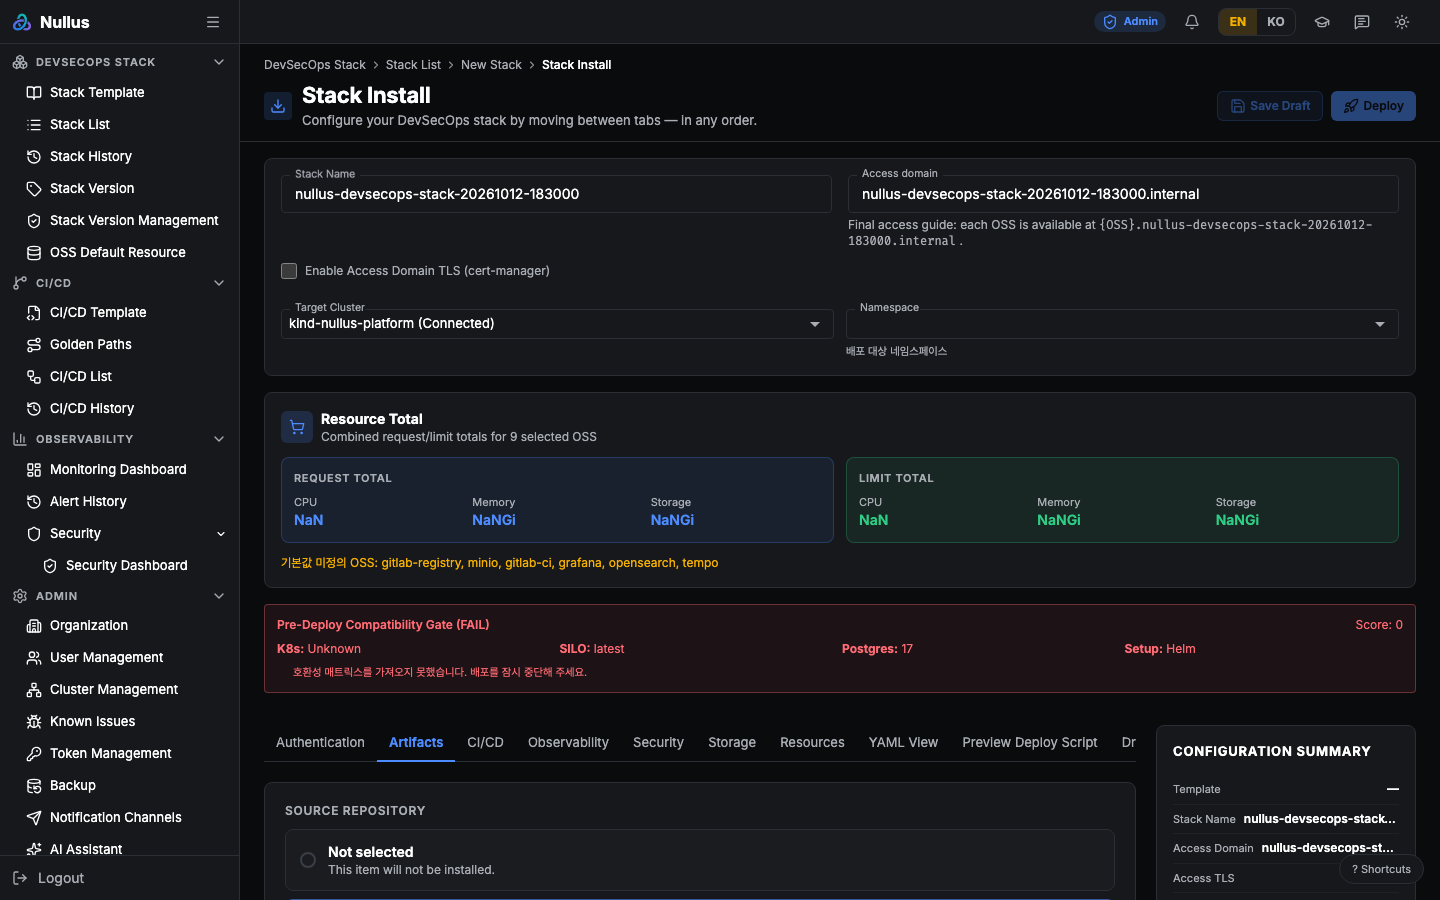 Nullus
Admin
EN
KO
DEVSECOPS STACK
Stack Template
Stack List
Stack History
Stack Version
Stack Version Management
OSS Default Resource
CI/CD
CI/CD Template
Golden Paths
CI/CD List
CI/CD History
OBSERVABILITY
Monitoring Dashboard
Alert History
Security
Security Dashboard
ADMIN
Organization
User Management
Cluster Management
Known Issues
Token Management
Backup
Notification Channels
AI Assistant
Logout
DevSecOps Stack > Stack List > New Stack > Stack Install
Stack Install
Configure your DevSecOps stack by moving between tabs — in any order.
Save Draft
Deploy
Stack Name
nullus-devsecops-stack-20261012-183000
Access domain
nullus-devsecops-stack-20261012-183000.internal
Final access guide: each OSS is available at {OSS}.nullus-devsecops-stack-20261012-
183000.internal .
Enable Access Domain TLS (cert-manager)
Target Cluster
kind-nullus-platform (Connected)
Namespace
배포 대상 네임스페이스
Resource Total
Combined request/limit totals for 9 selected OSS
REQUEST TOTAL
CPU
Memory
Storage
NaN
NaNGi
NaNGi
LIMIT TOTAL
CPU
Memory
Storage
NaN
NaNGi
NaNGi
기본값 미정의 OSS: gitlab-registry, minio, gitlab-ci, grafana, opensearch, tempo
Pre-Deploy Compatibility Gate (FAIL)
Score: 0
K8s: Unknown
SILO: latest
Postgres: 17
Setup: Helm
호환성 매트릭스를 가져오지 못했습니다. 배포를 잠시 중단해 주세요.
Authentication
Artifacts
CI/CD
Observability
Security
Storage
Resources
YAML View
Preview Deploy Script
Dr
SOURCE REPOSITORY
Not selected
This item will not be installed.
CONFIGURATION SUMMARY
Template —
Stack Name nullus-devsecops-stack...
Access Domain nullus-devsecops-st...
Access TLS
? Shortcuts